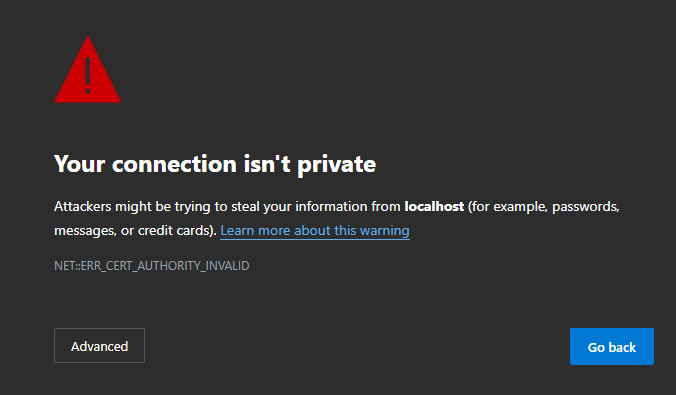 Your connection isn't private
Attackers might be trying to steal your information from localhost (for example, passwords,
messages, or credit cards). Learn more about this warning
NET::ERR_CERT_AUTHORITY_INVALID
Advanced
Go back